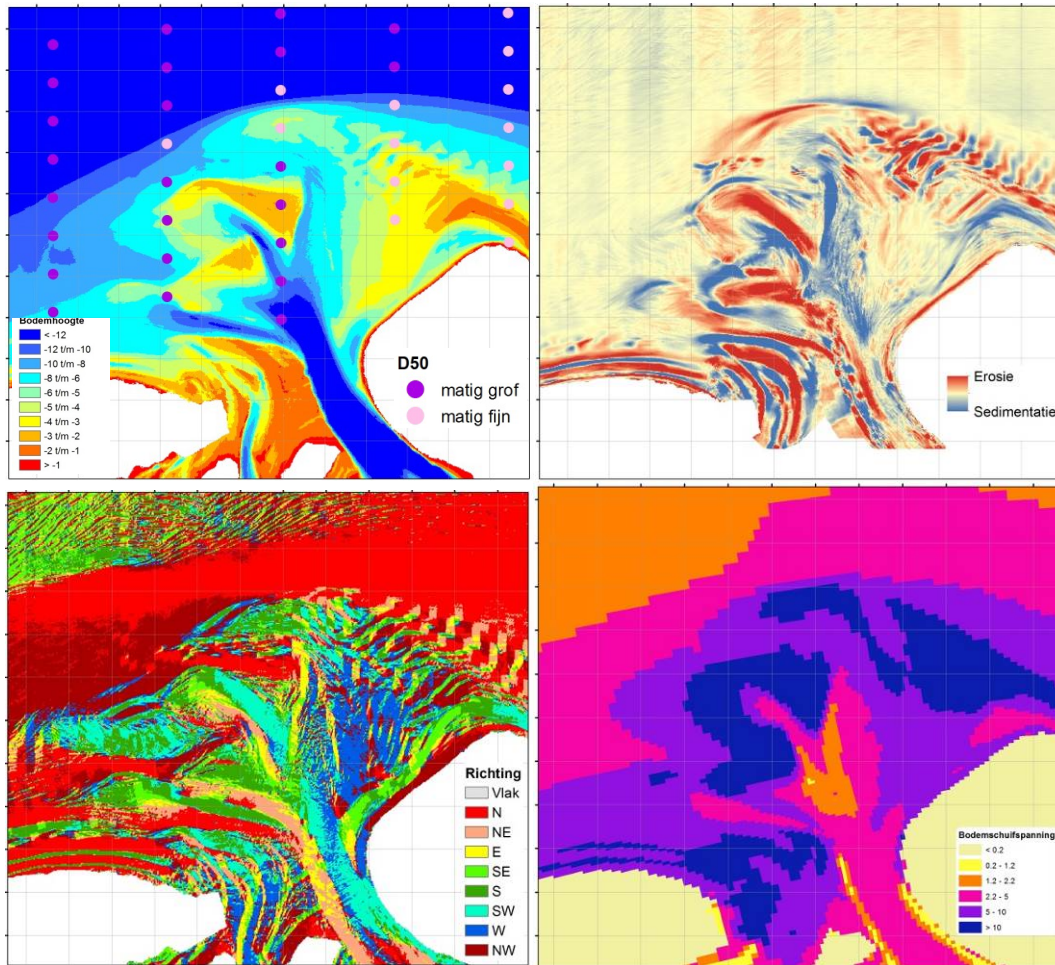 Bodemhoogte
< -12
-12 t/m -10
-10 t/m -8
-8 t/m -6
-6 t/m -5
-5 t/m -4
-4 t/m -3
-3 t/m -2
-2 t/m -1
> -1
D50
matig grof
matig fijn
Erosie
Sedimentatie
Richting
Vlak
N
NE
E
SE
S
SW
W
NW
Bodemschuifspanning
< 0.2
0.2 - 1.2
1.2 - 2.2
2.2 - 5
5 - 10
> 10